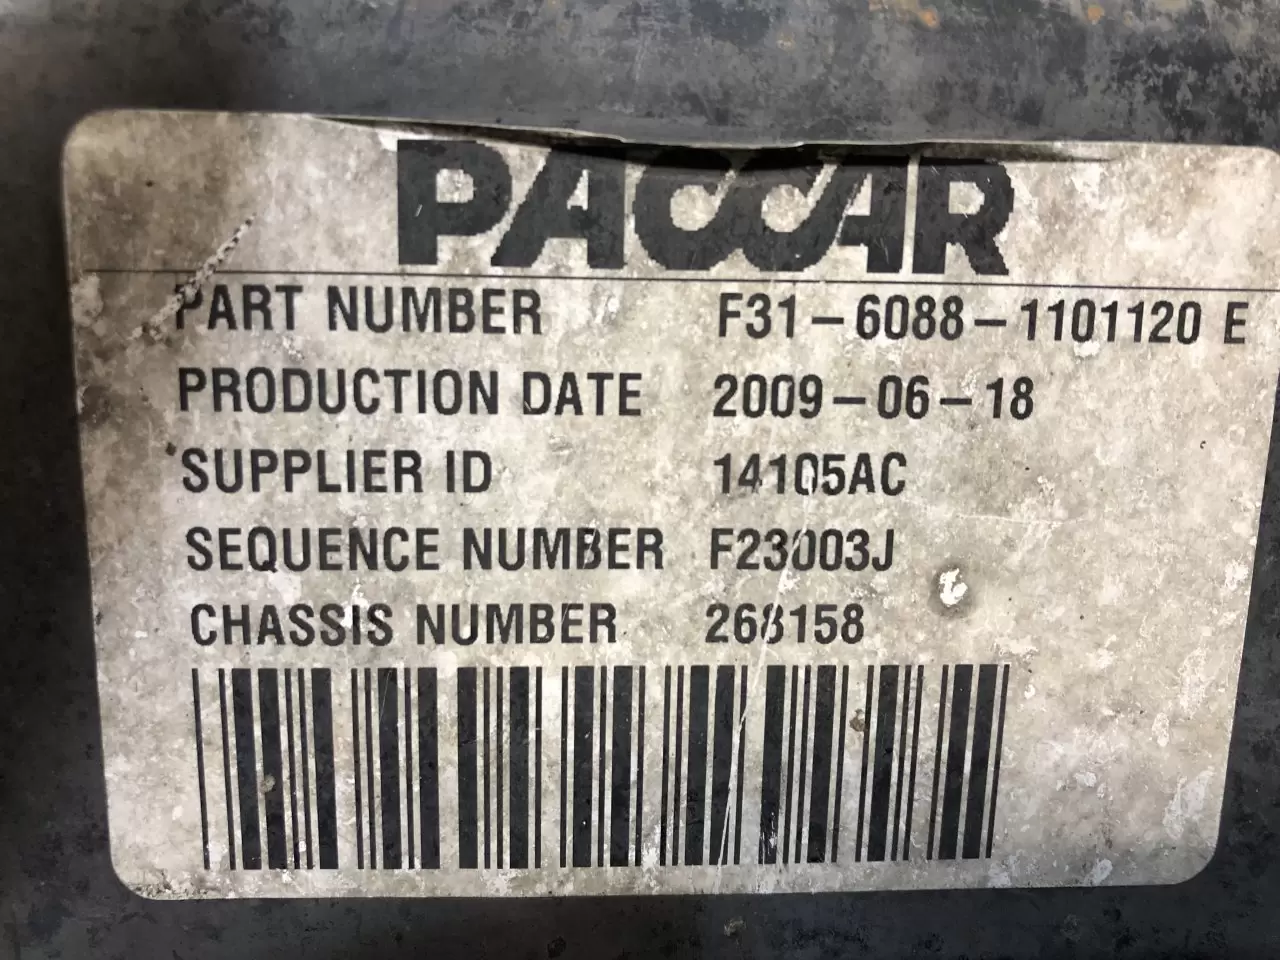 PACCAR
PART NUMBER F31-6088-1101120 E
PRODUCTION DATE 2009-06-18
SUPPLIER ID 14105AC
SEQUENCE NUMBER F23003J
CHASSIS NUMBER 268158